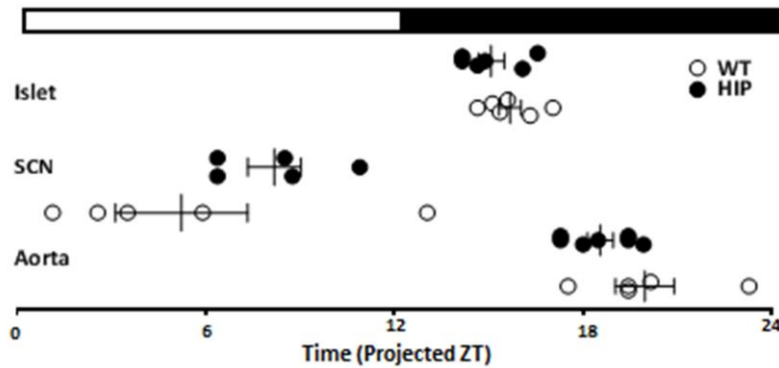 Islet
WT
HIP
SCN
Aorta
0 6 12 18 24
Time (Projected ZT)